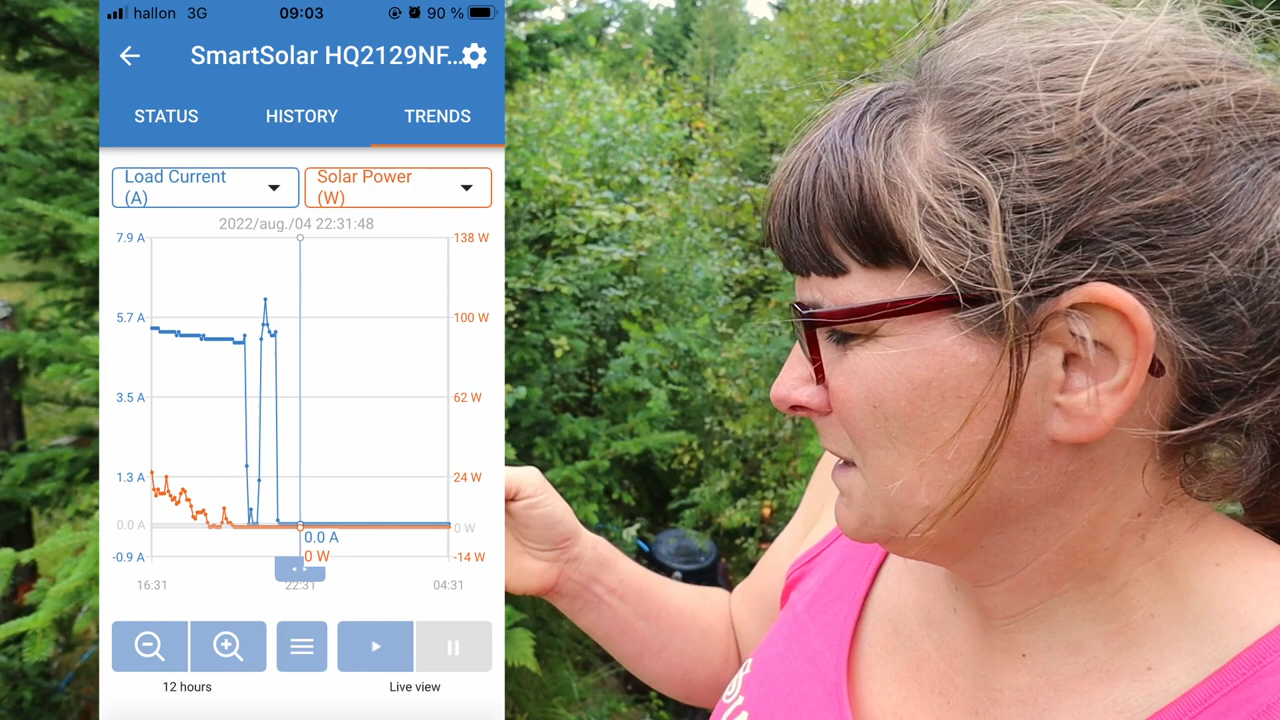 hallon 3G 09:03 90 %
SmartSolar HQ2129NF...
STATUS HISTORY TRENDS
Load Current (A)
Solar Power (W)
2022/aug./04 22:31:48
7.9 A 138 W
5.7 A 100 W
3.5 A 62 W
1.3 A 24 W
0.0 A 0 W
0.0 A
0 W
-0.9 A -14 W
16:31 22:31 04:31
12 hours Live view